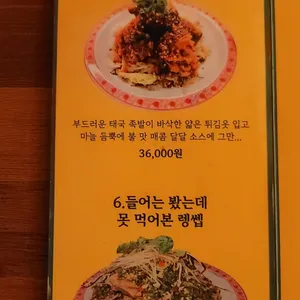 부드러운 태국 족발이 바삭한 얇은 튀김옷 입고
마늘 듬뿍에 불 맛 매콤 달달 소스에 그만...
36,000원
6.들어는 봤는데
못 먹어본 렝쎕